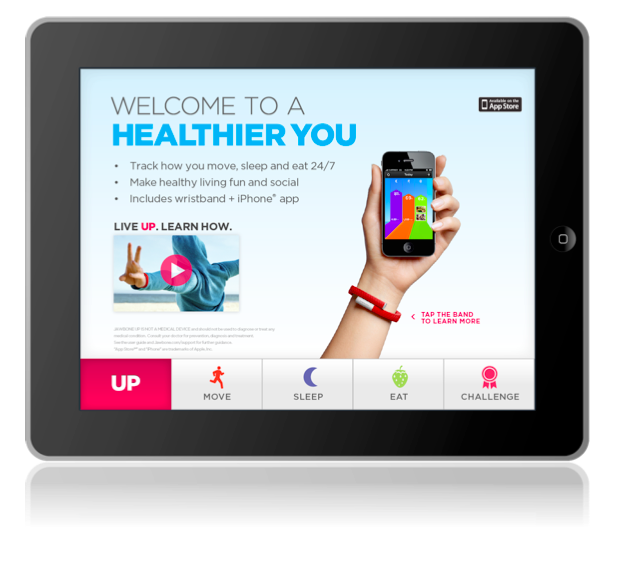 WELCOME TO A
HEALTHIER YOU
Available on the
App Store
• Track how you move, sleep and eat 24/7
• Make healthy living fun and social
• Includes wristband + iPhone® app
LIVE UP. LEARN HOW.
< TAP THE BAND
TO LEARN MORE
UP
MOVE
SLEEP
EAT
CHALLENGE